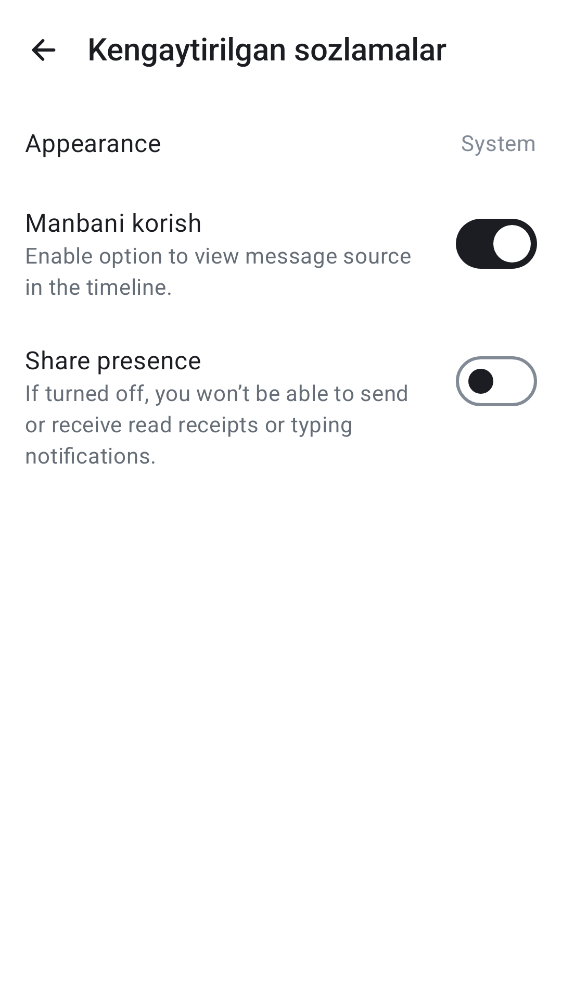 Kengaytirilgan sozlamalar
Appearance
System
Manbani korish
Enable option to view message source
in the timeline.
Share presence
If turned off, you won’t be able to send
or receive read receipts or typing
notifications.